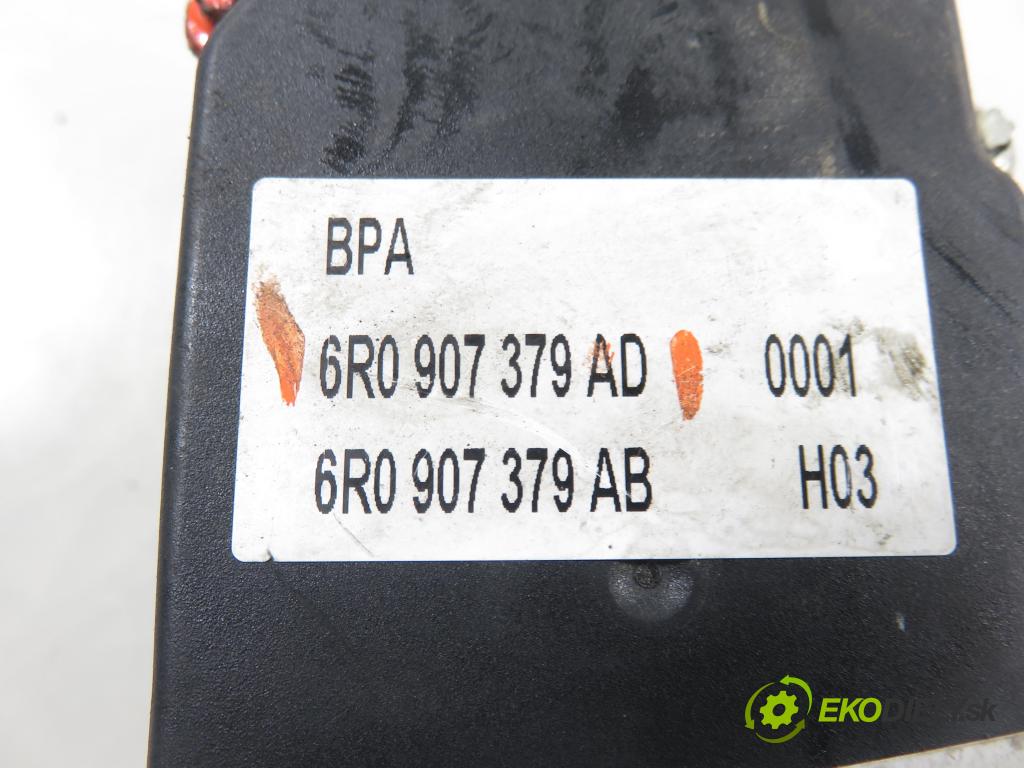 BPA
6R0 907 379 AD 0001
6R0 907 379 AB H03
EKODIELY.sk